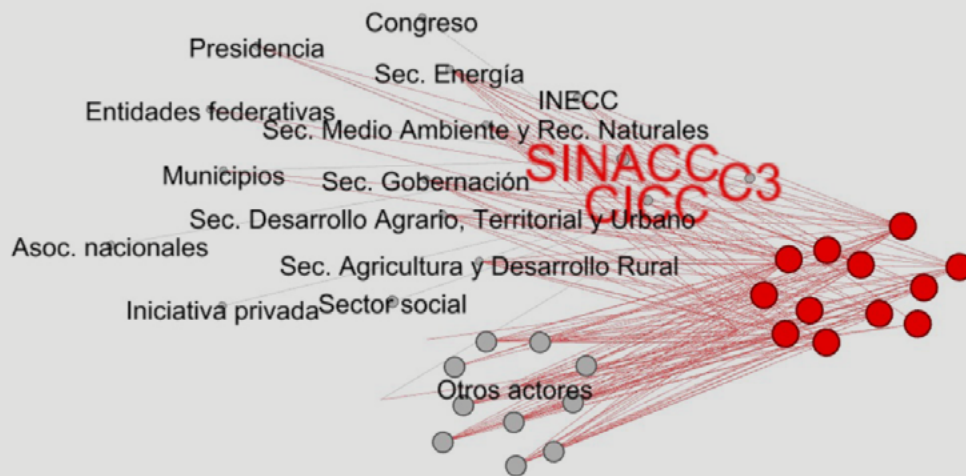 Congreso
Presidencia
Sec. Energía
INECC
Entidades federativas
Sec. Medio Ambiente y Rec. Naturales
SINACC
C3
Municipios
Sec. Gobernación
CICC
Sec. Desarrollo Agrario, Territorial y Urbano
Asoc. nacionales
Sec. Agricultura y Desarrollo Rural
Iniciativa privada
Sector social
Otros actores